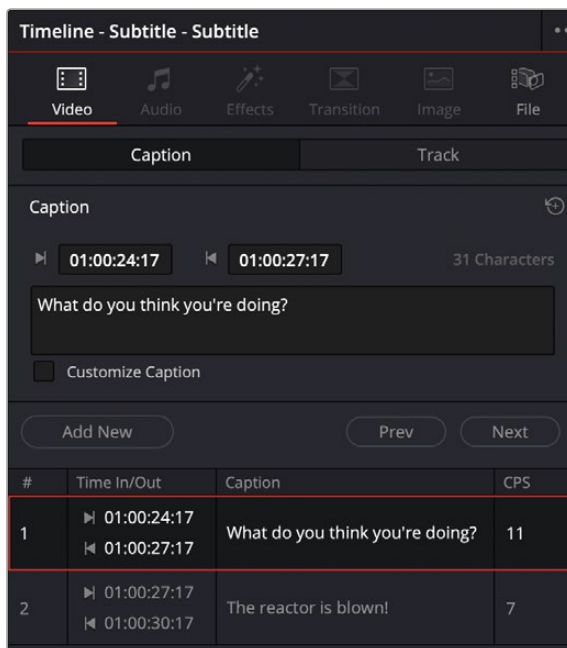 Timeline - Subtitle - Subtitle
Video Audio Effects Transition Image File
Caption Track
Caption
01:00:24:17 01:00:27:17 31 Characters
What do you think you're doing?
Customize Caption
Add New Prev Next
# Time In/Out Caption CPS
1 01:00:24:17 What do you think you're doing? 11
01:00:27:17
2 01:00:27:17 The reactor is blown! 7
01:00:30:17